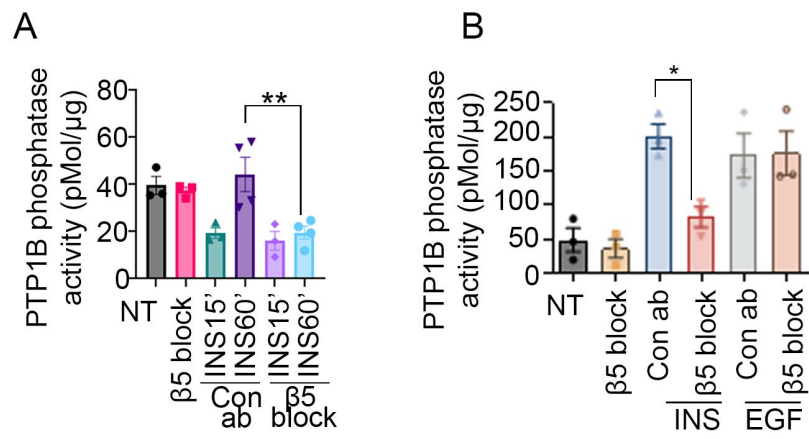 A
PTP1B phosphatase
activity (pMol/µg)
80
60
40
20
0
**
NT
β5 block
INS15'
INS60'
INS15'
INS60'
Con
ab
β5
block
B
PTP1B phosphatase
activity (pMol/µg)
250
200
150
100
50
0
*
NT
β5 block
Con ab
β5 block
Con ab
β5 block
INS
EGF